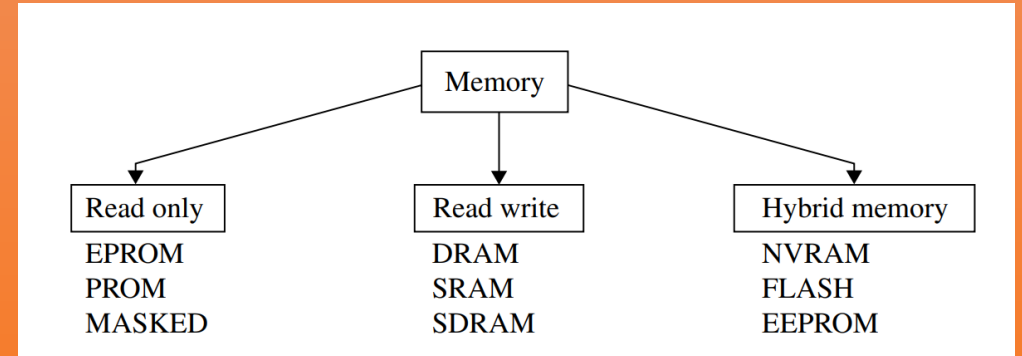 Memory
Read only
EPROM
PROM
MASKED
Read write
DRAM
SRAM
SDRAM
Hybrid memory
NVRAM
FLASH
EEPROM